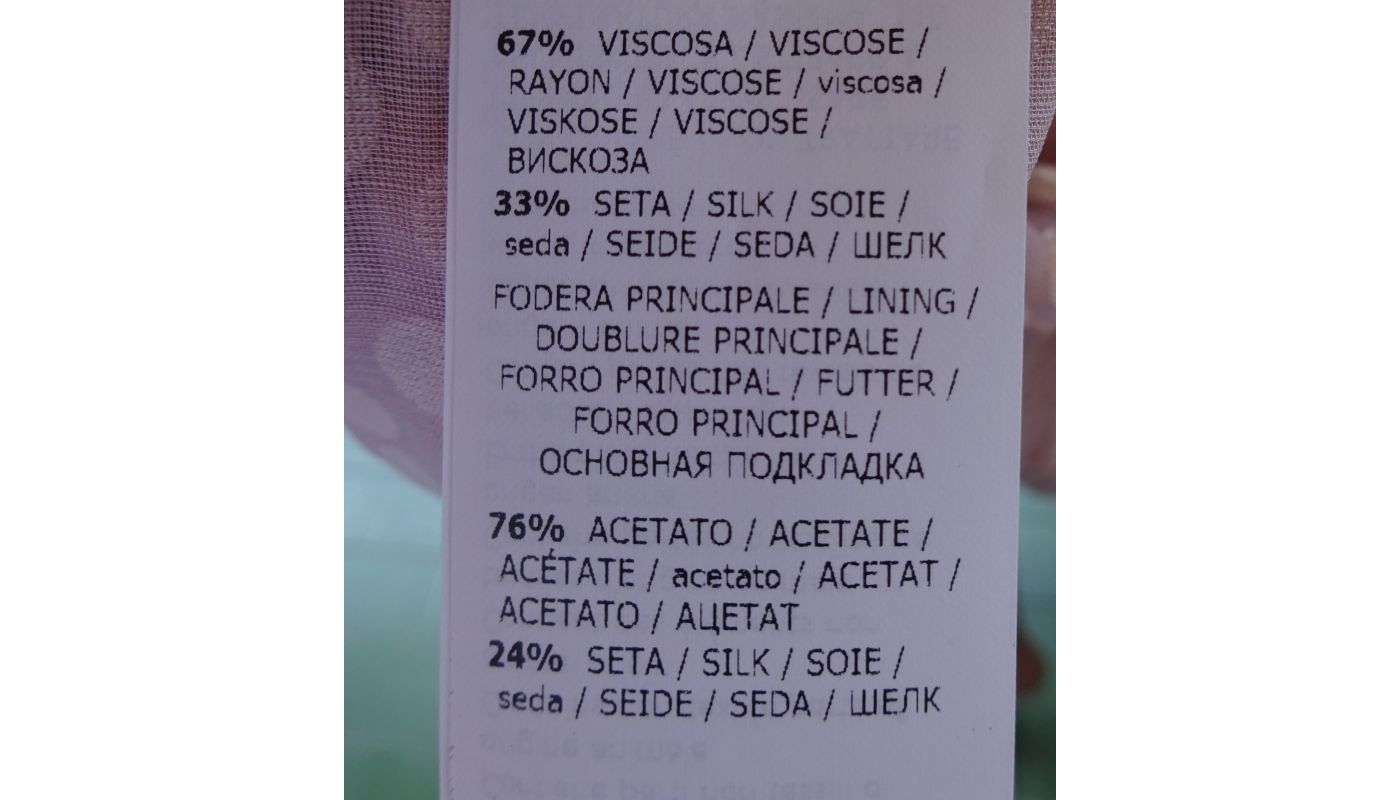 67% VISCOSA / VISCOSE /
RAYON / VISCOSE / viscosa /
VISKOSE / VISCOSE /
ВИСКОЗА
33% SETA / SILK / SOIE /
seda / SEIDE / SEDA / ШЕЛК
FODERA PRINCIPALE / LINING /
DOUBLURE PRINCIPALE /
FORRO PRINCIPAL / FUTTER /
FORRO PRINCIPAL /
ОСНОВНАЯ ПОДКЛАДКА
76% ACETATO / ACETATE /
ACÉTATE / acetato / ACETAT /
ACETATO / АЦЕТАТ
24% SETA / SILK / SOIE /
seda / SEIDE / SEDA / ШЕЛК